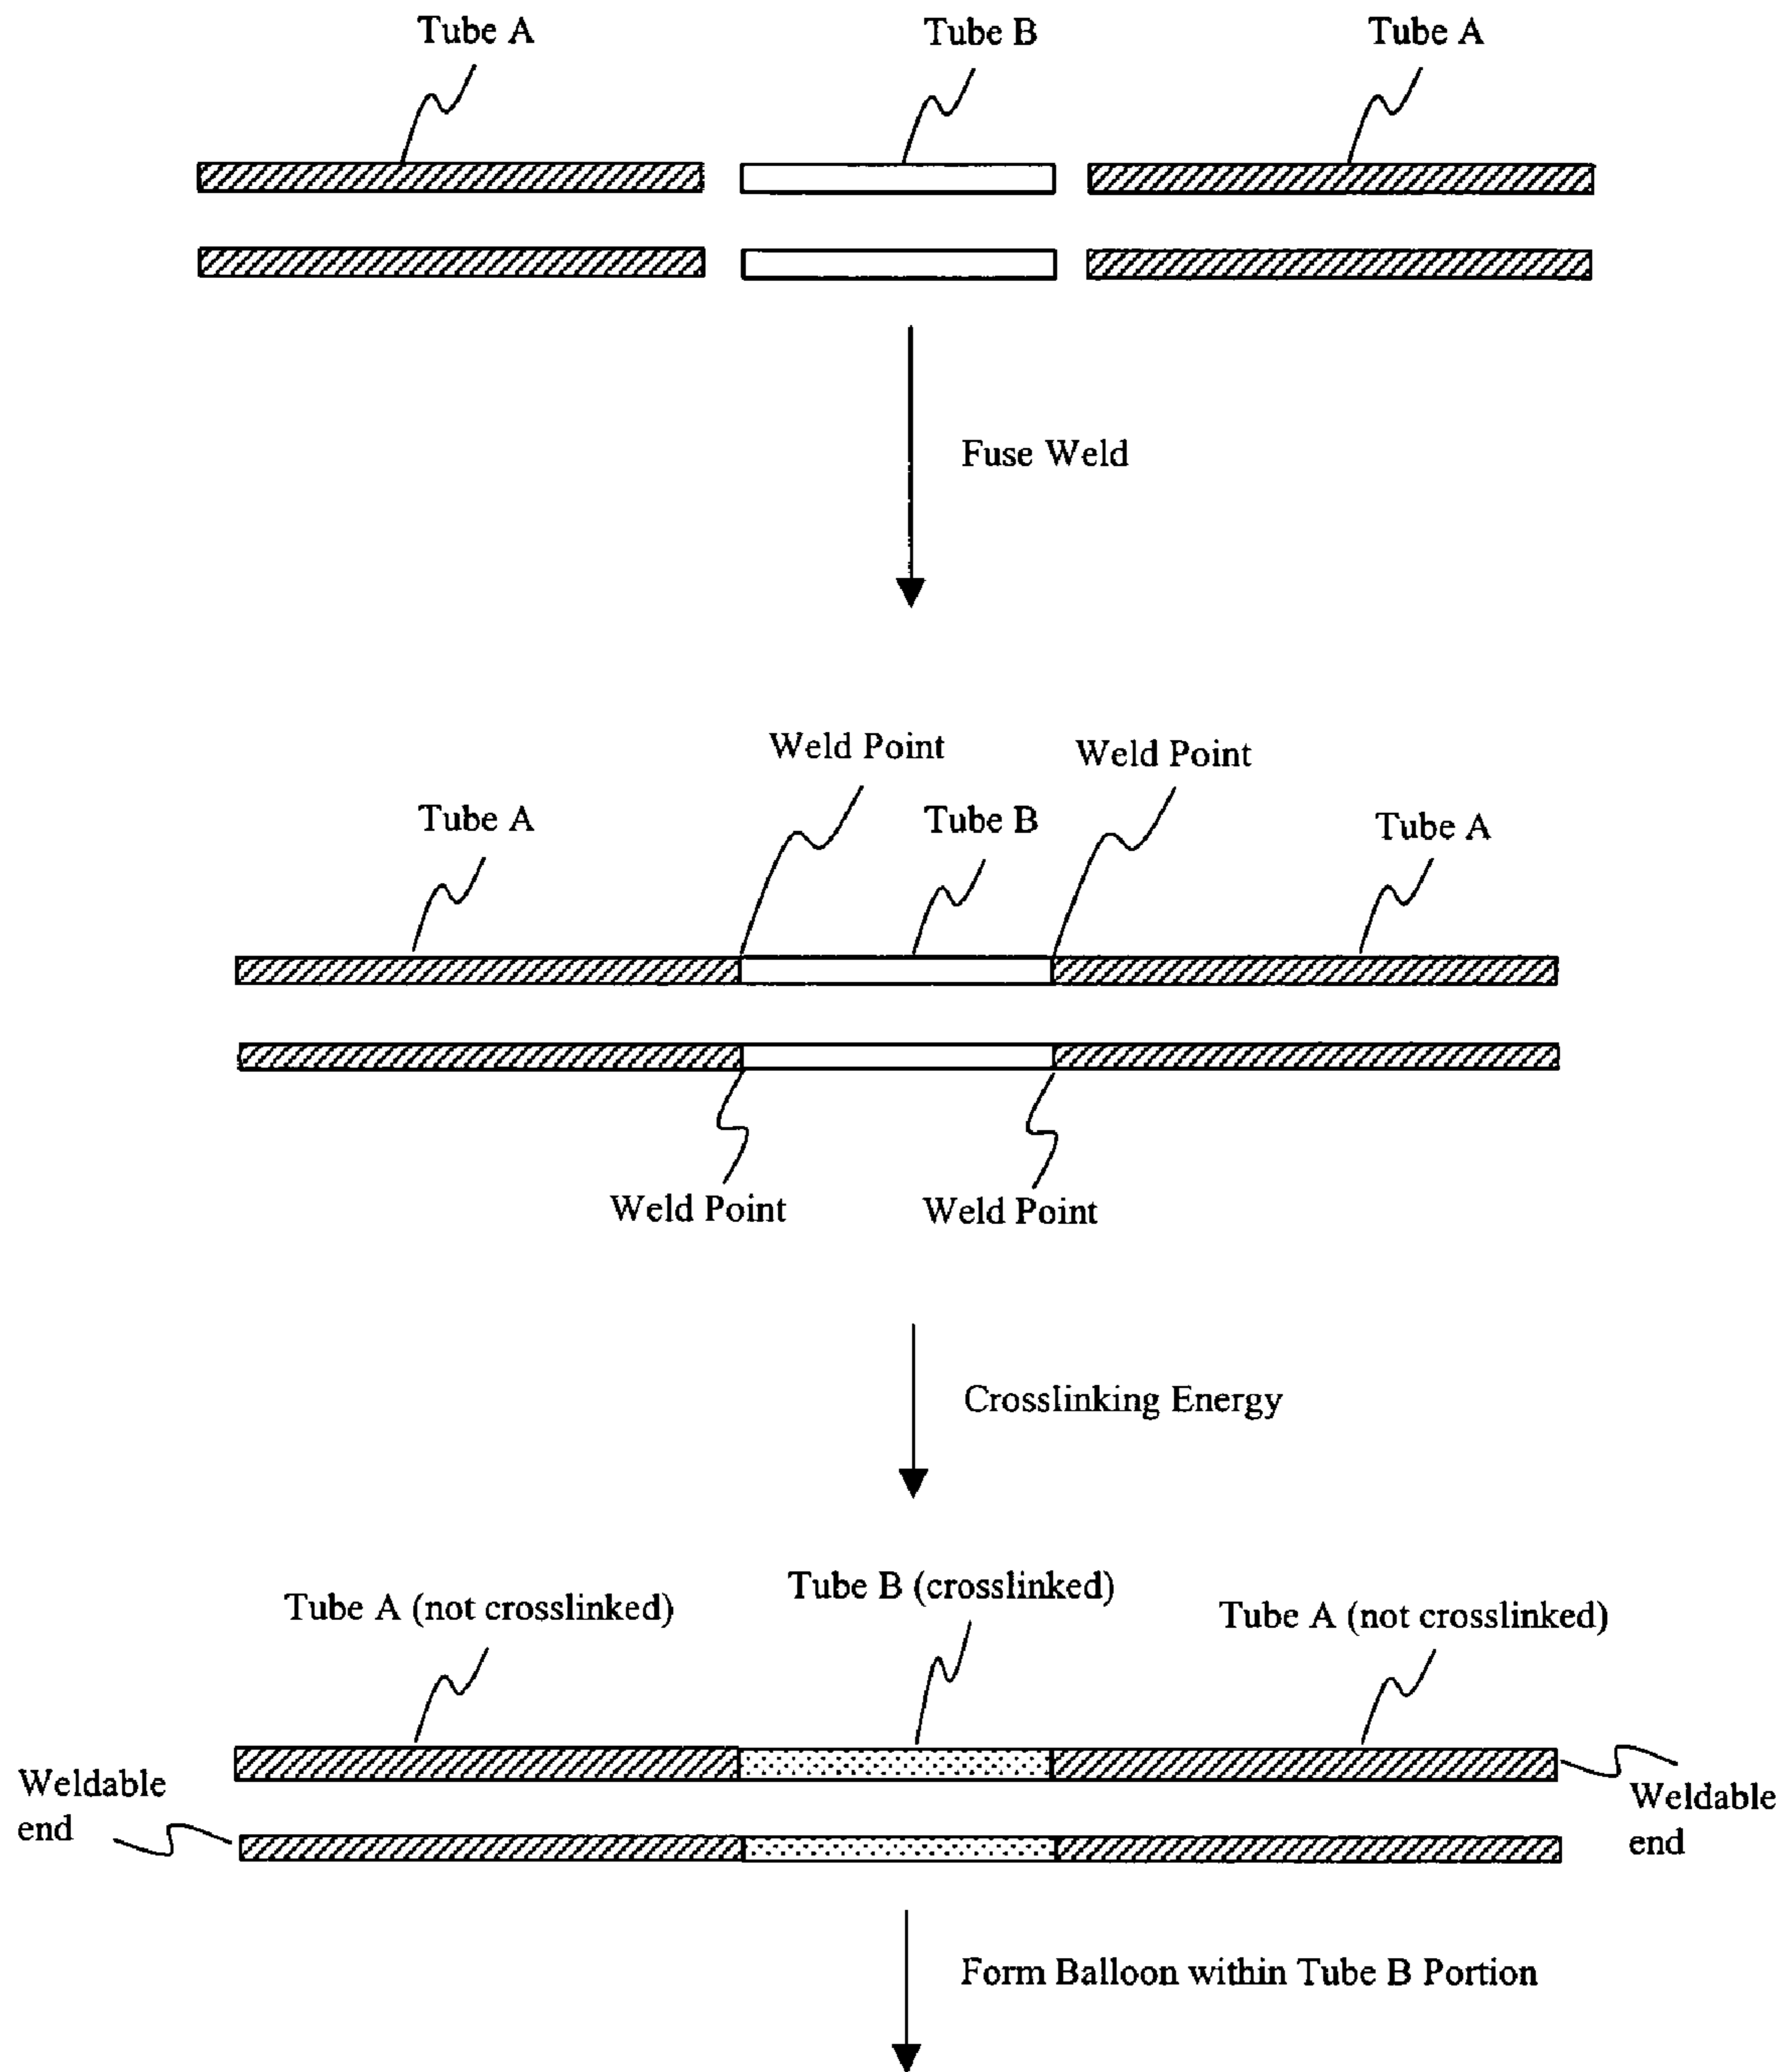 Tube A
Tube B
Tube A
Fuse Weld
Weld Point
Weld Point
Tube A
Tube B
Tube A
Weld Point
Weld Point
Crosslinking Energy
Tube B (crosslinked)
Tube A (not crosslinked)
Tube A (not crosslinked)
Weldable
end
Weldable
end
Form Balloon within Tube B Portion